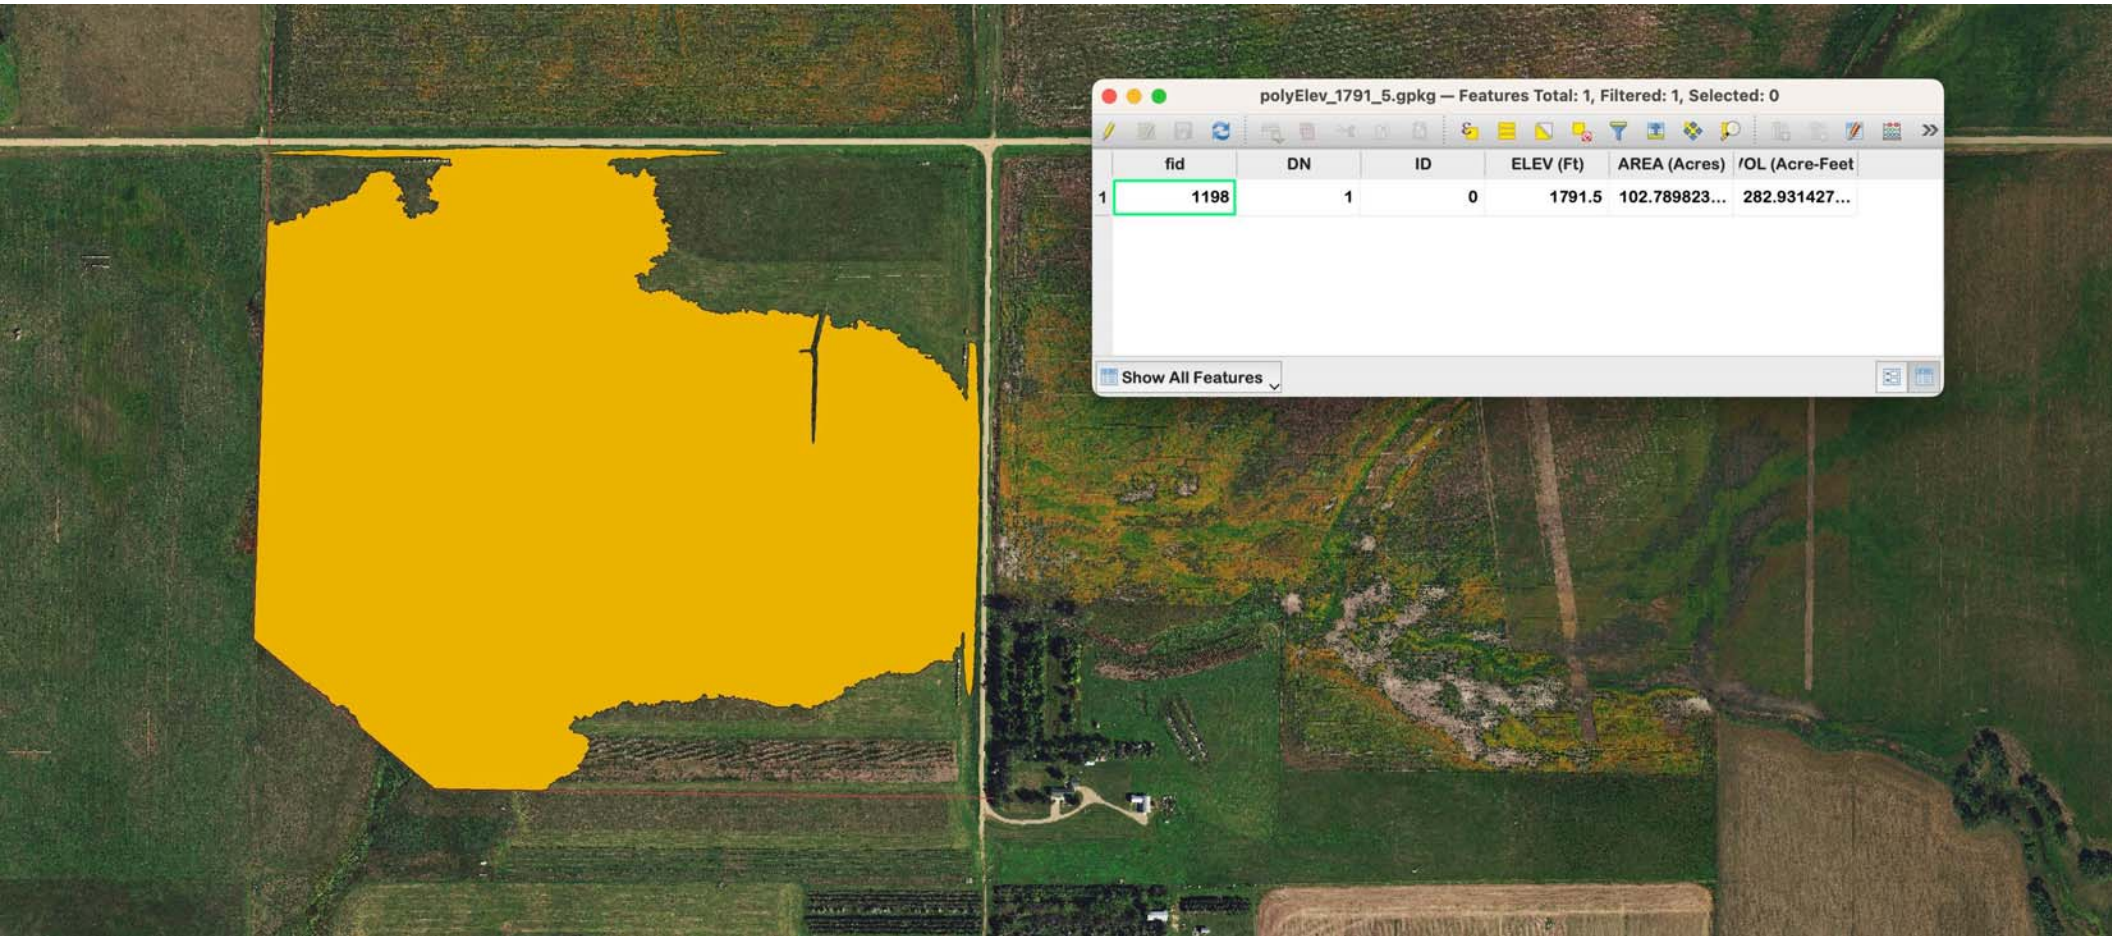 polyElev_1791_5.gpkg — Features Total: 1, Filtered: 1, Selected: 0
fid DN ID ELEV (Ft) AREA (Acres) VOL (Acre-Feet
1 1198 1 0 1791.5 102.789823... 282.931427...
Show All Features